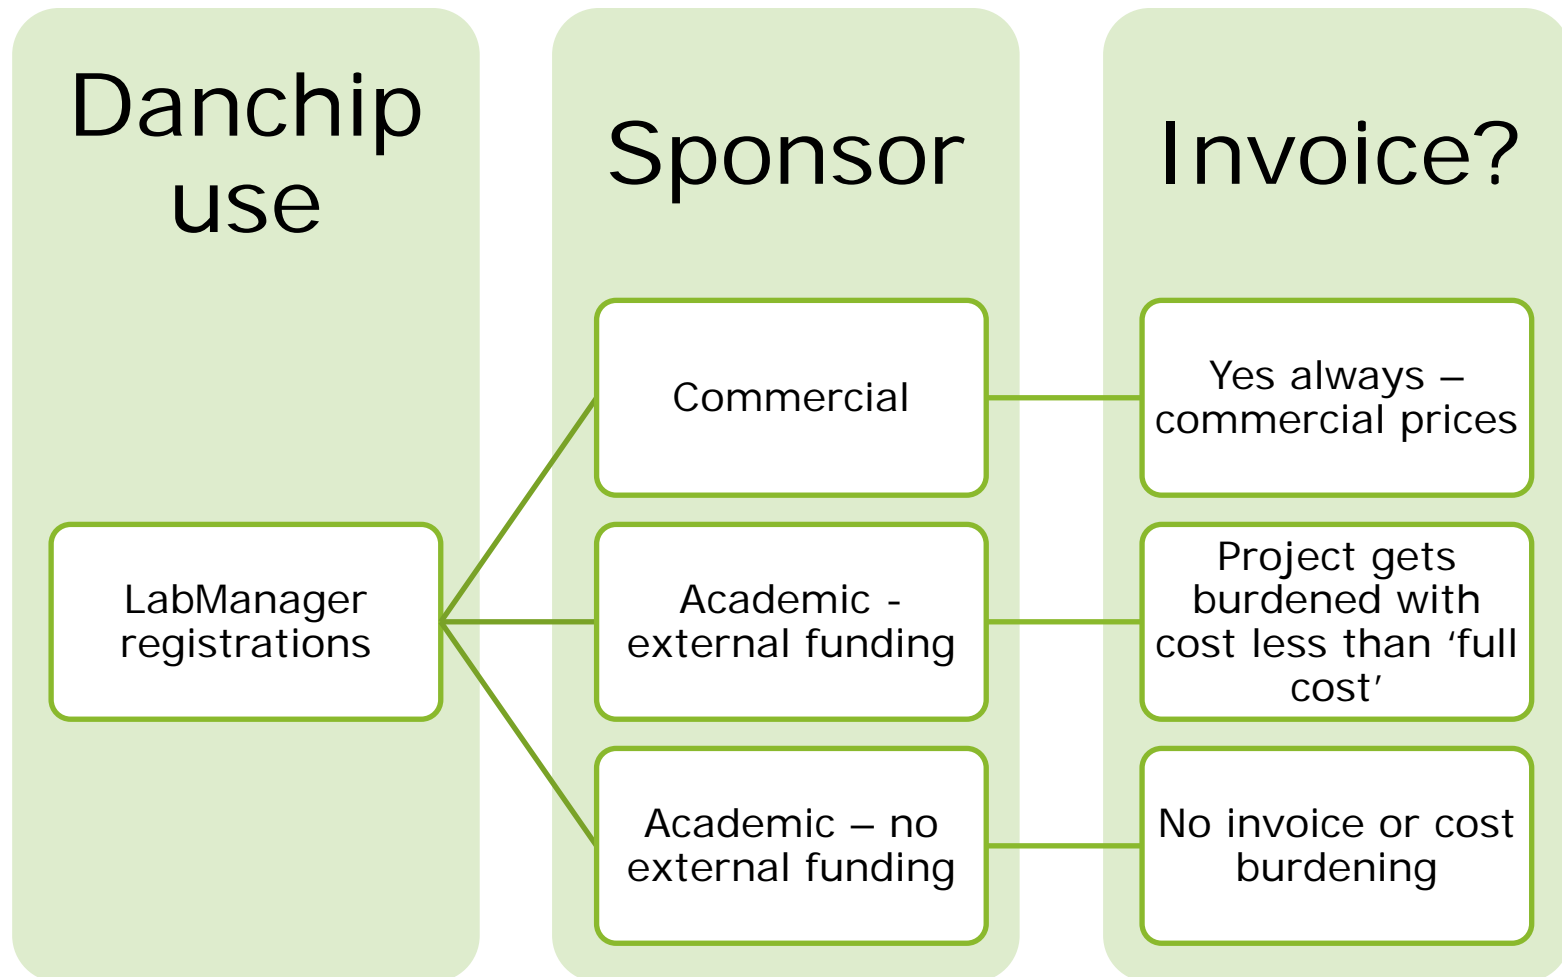 Danchip
use
Sponsor
Invoice?
LabManager
registrations
Commercial
Yes always –
commercial prices
Academic -
external funding
Project gets
burdened with
cost less than ‘full
cost’
Academic – no
external funding
No invoice or cost
burdening